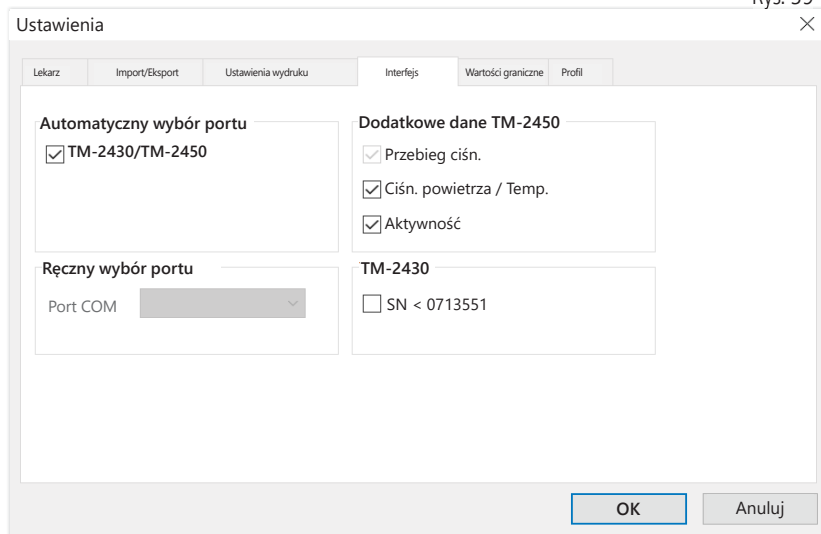 Rys. 39
Ustawienia
Lekarz Import/Eksport Ustawienia wydruku Interfejs Wartości graniczne Profil
Automatyczny wybór portu
TM-2430/TM-2450
Dodatkowe dane TM-2450
Przebieg ciśn.
Ciśn. powietrza / Temp.
Aktywność
Ręczny wybór portu
Port COM
TM-2430
SN < 0713551
OK Anuluj